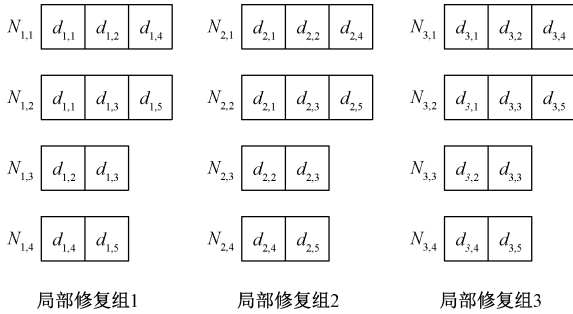 N1,1 d1,1 d1,2 d1,4 N2,1 d2,1 d2,2 d2,4 N3,1 d3,1 d3,2 d3,4
N1,2 d1,1 d1,3 d1,5 N2,2 d2,1 d2,3 d2,5 N3,2 d3,1 d3,3 d3,5
N1,3 d1,2 d1,3 N2,3 d2,2 d2,3 N3,3 d3,2 d3,3
N1,4 d1,4 d1,5 N2,4 d2,4 d2,5 N3,4 d3,4 d3,5
局部修复组1 局部修复组2 局部修复组3